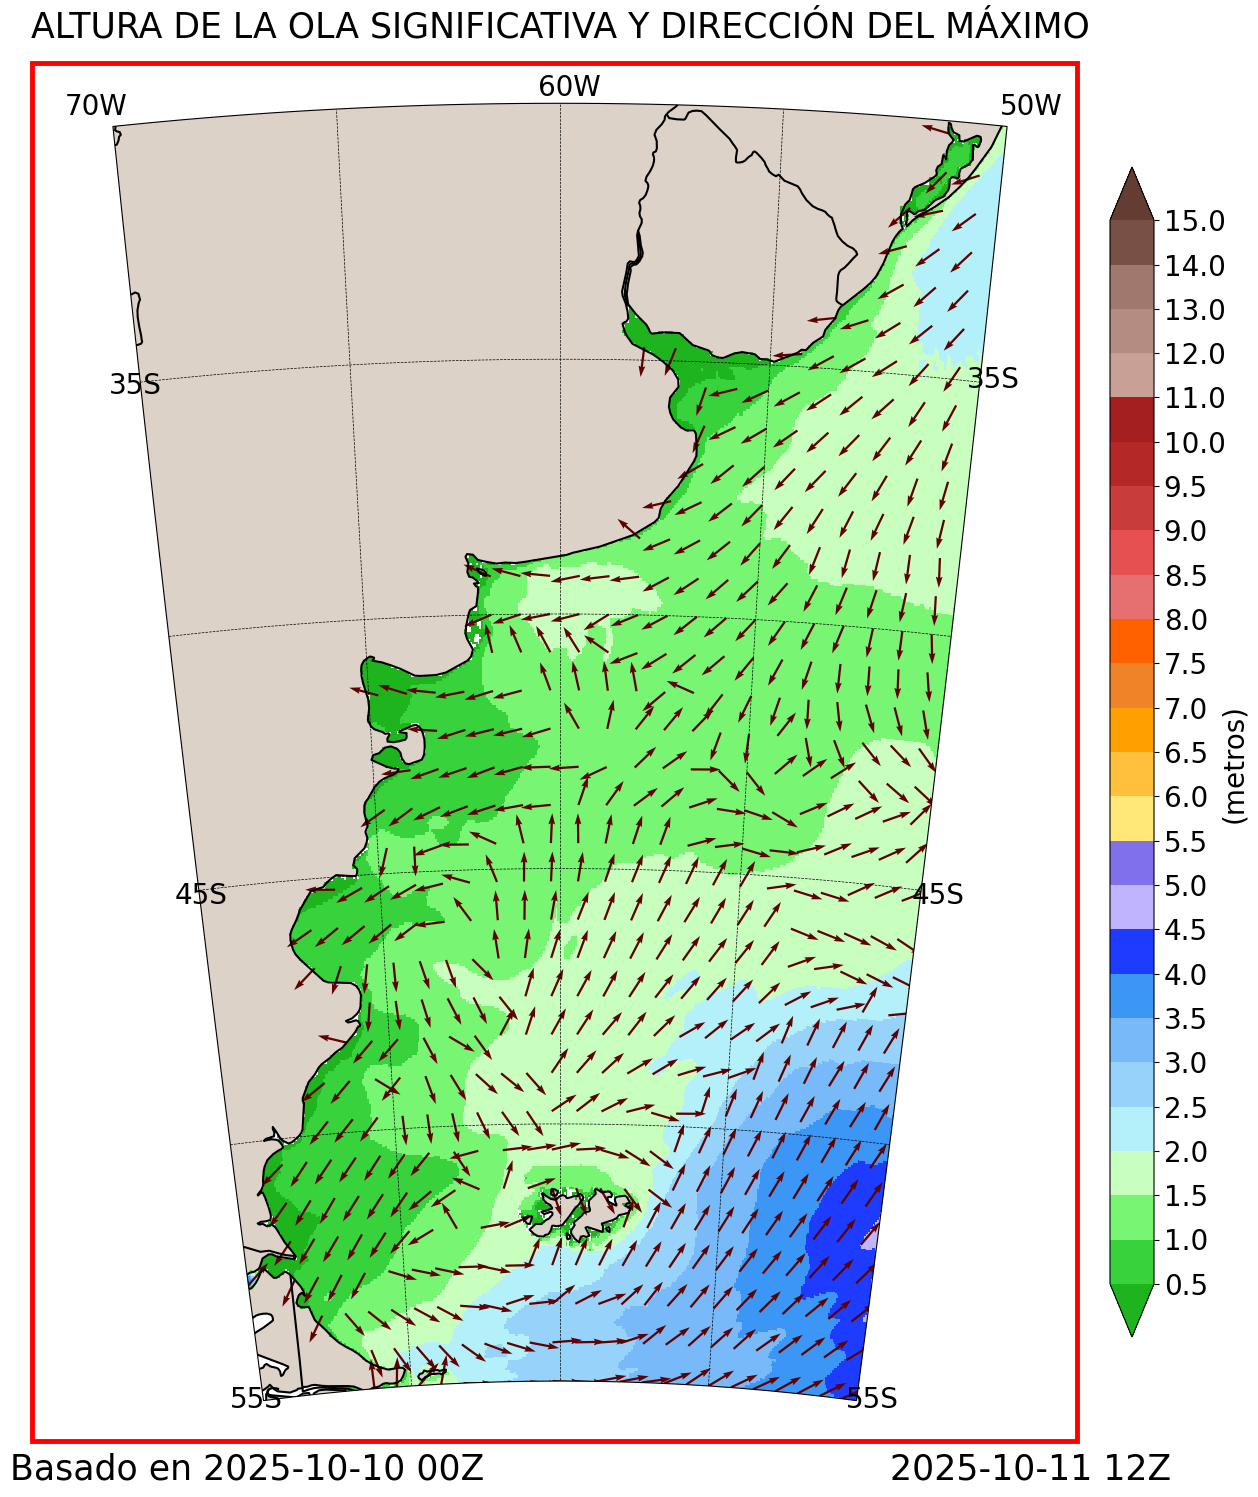 ALTURA DE LA OLA SIGNIFICATIVA Y DIRECCIÓN DEL MÁXIMO
70W
60W
50W
35S
35S
45S
45S
55S
55S
15.0
14.0
13.0
12.0
11.0
10.0
9.5
9.0
8.5
8.0
7.5
7.0
6.5
6.0
5.5
5.0
4.5
4.0
3.5
3.0
2.5
2.0
1.5
1.0
0.5
(metros)
Basado en 2025-10-10 00Z
2025-10-11 12Z